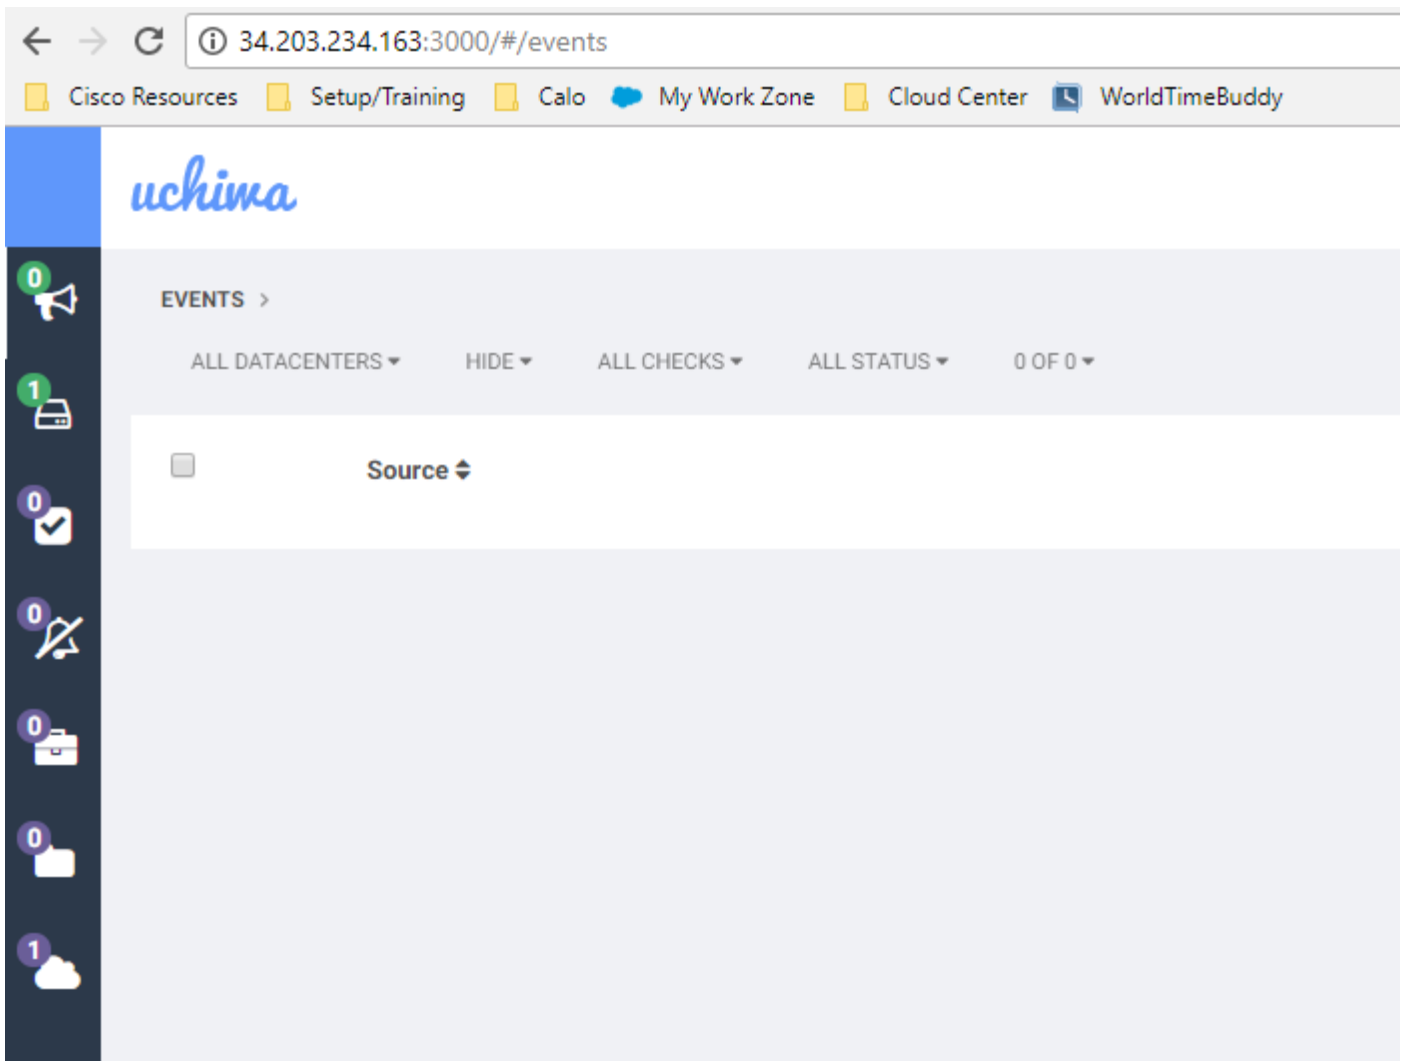 34.203.234.163:3000/#/events
Cisco Resources Setup/Training Calo My Work Zone Cloud Center WorldTimeBuddy
uchiwa
0
EVENTS >
ALL DATACENTERS HIDE ALL CHECKS ALL STATUS 0 OF 0
1
Source
0
0
0
0
1